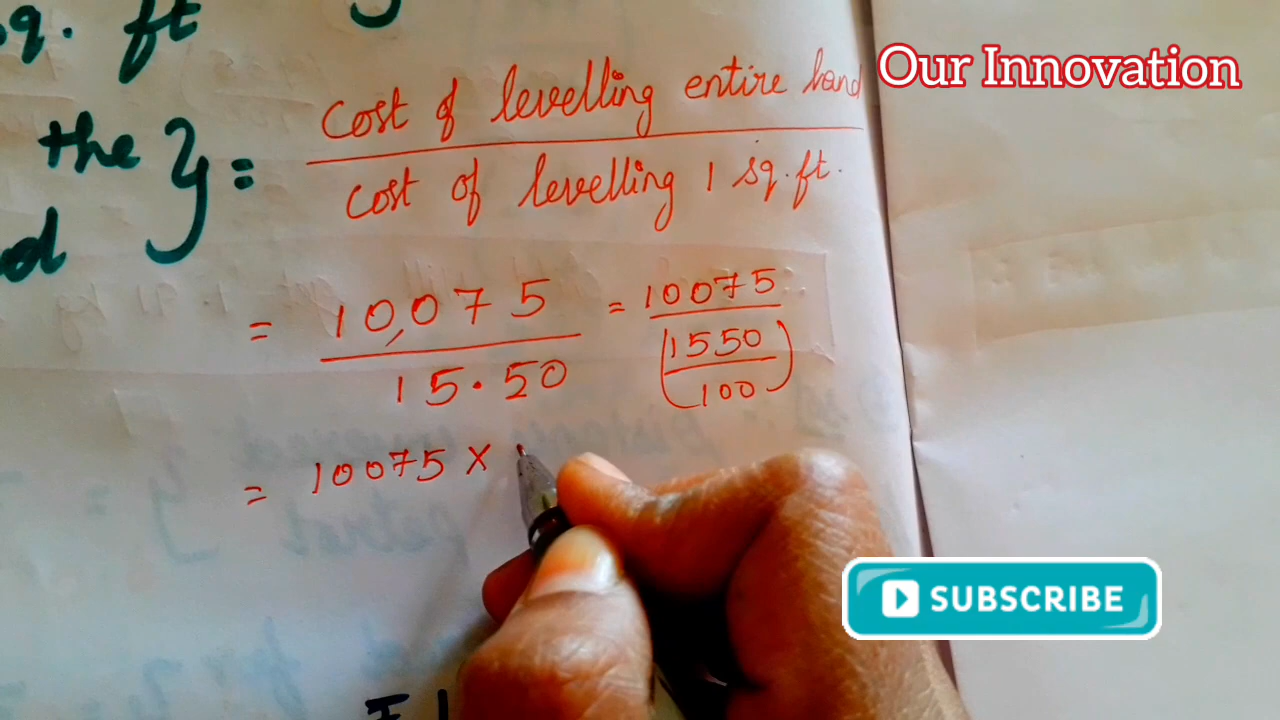 sq. ft
Our Innovation
the y = cost of levelling entire land
cost of levelling 1 sq.ft.
= 10,075 = 10075
15.50 (1550
100)
= 10075 ×
SUBSCRIBE